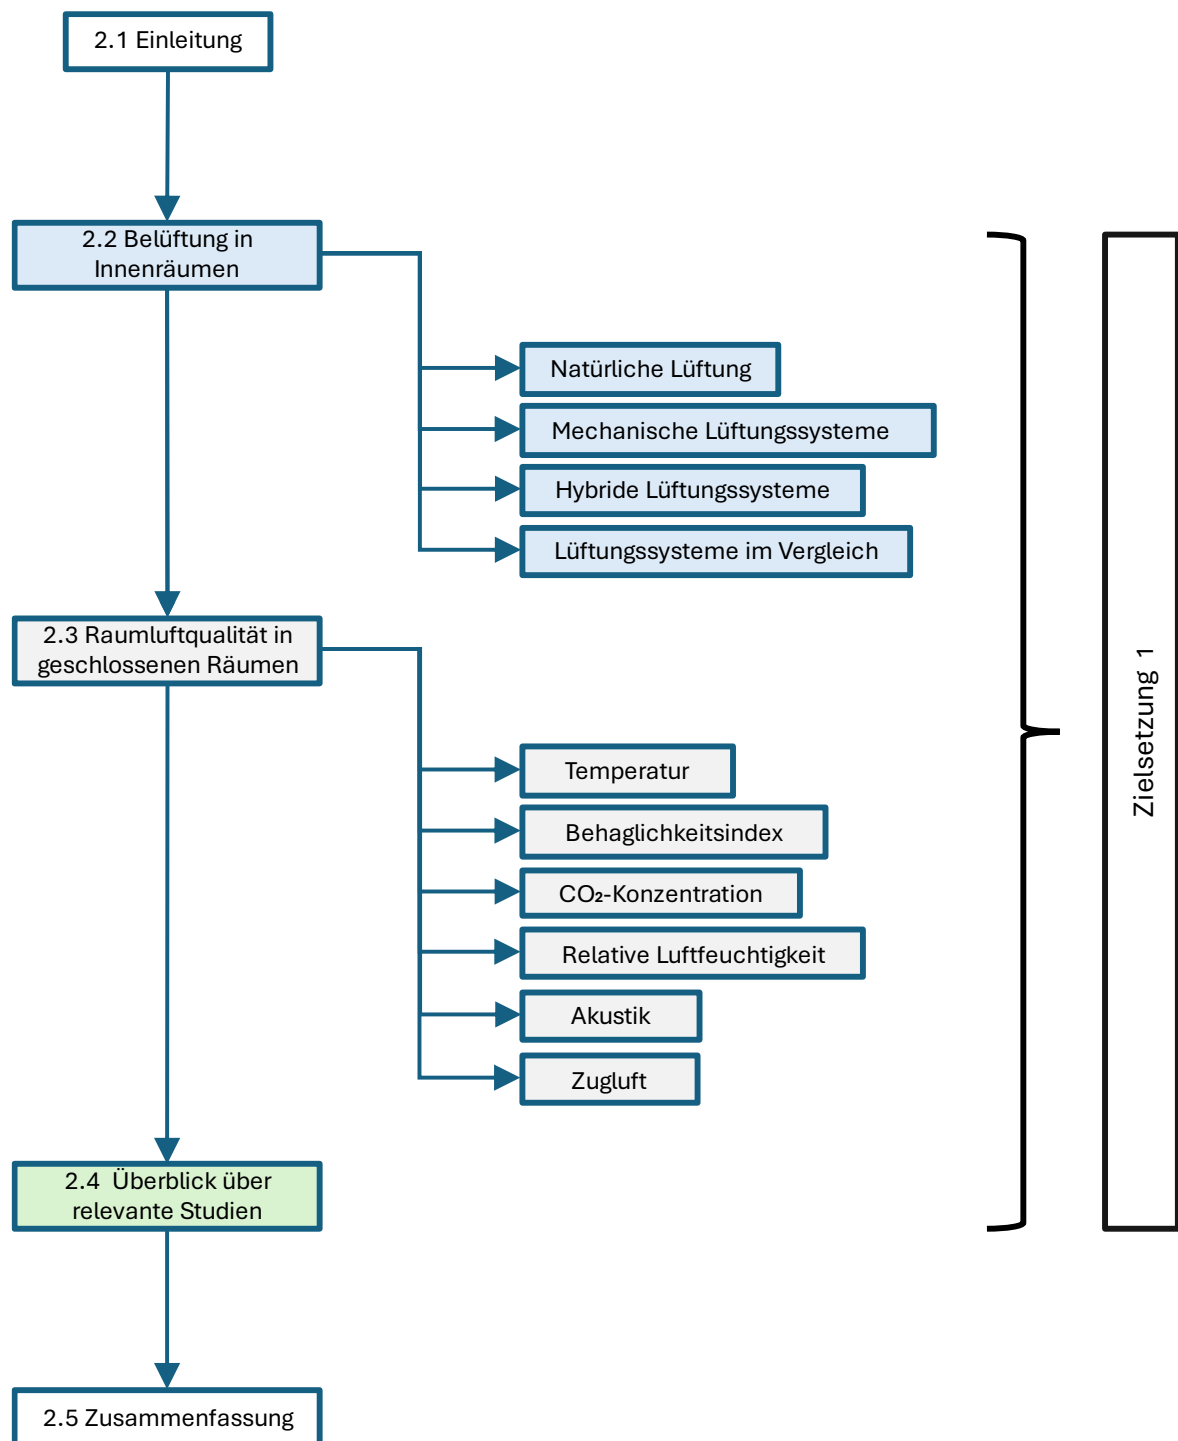 2.1 Einleitung
2.2 Belüftung in
Innenräumen
Natürliche Lüftung
Mechanische Lüftungssysteme
Hybride Lüftungssysteme
Lüftungssysteme im Vergleich
2.3 Raumluftqualität in
geschlossenen Räumen
Temperatur
Behaglichkeitsindex
CO₂-Konzentration
Relative Luftfeuchtigkeit
Akustik
Zugluft
2.4 Überblick über
relevante Studien
2.5 Zusammenfassung
Zielsetzung 1